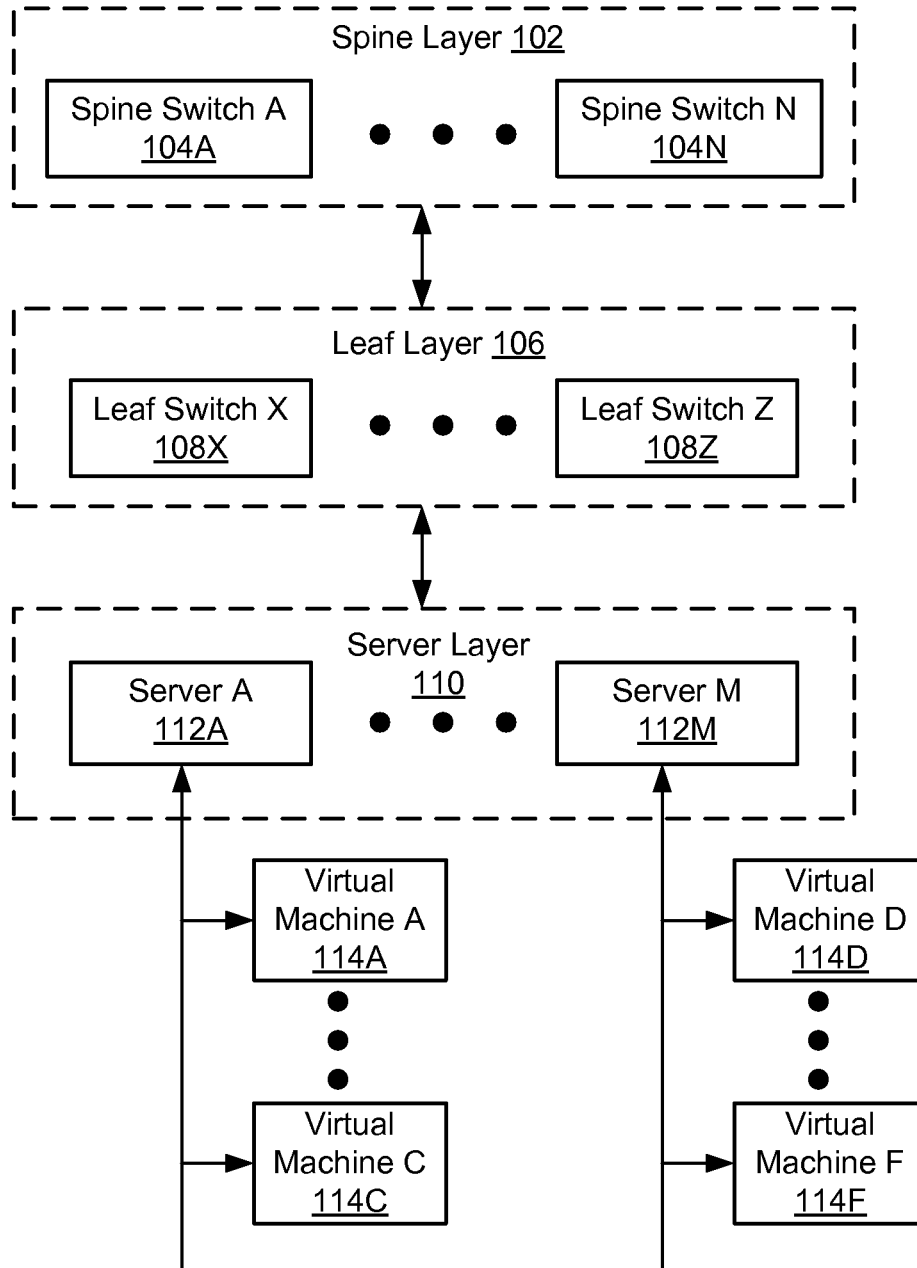 Spine Layer 102
Spine Switch A
104A
Spine Switch N
104N
Leaf Layer 106
Leaf Switch X
108X
Leaf Switch Z
108Z
Server Layer
110
Server A
112A
Server M
112M
Virtual
Machine A
114A
Virtual
Machine D
114D
Virtual
Machine C
114C
Virtual
Machine F
114F